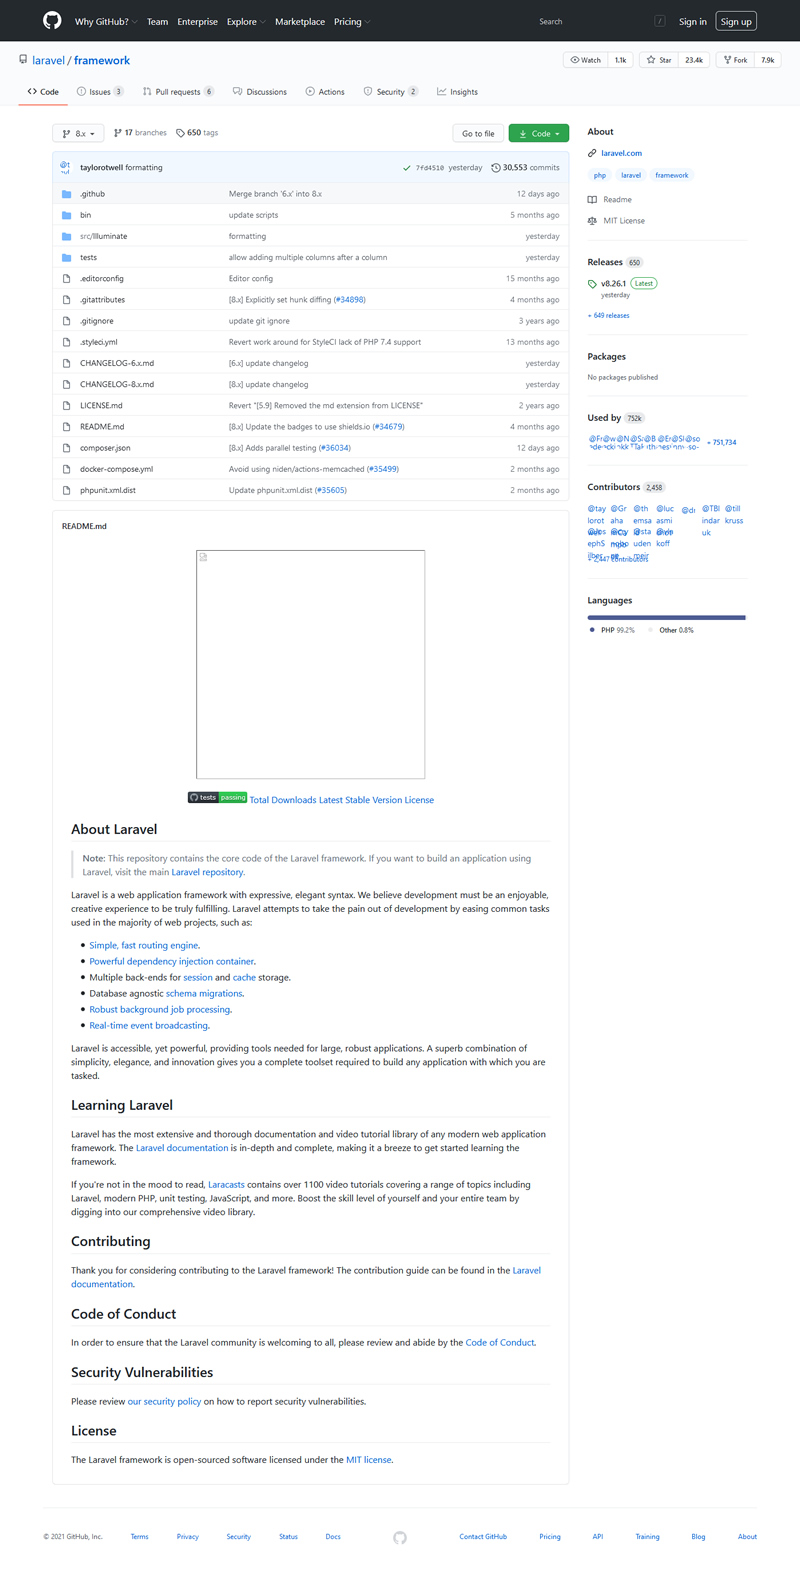 Why GitHub? Team Enterprise Explore Marketplace Pricing Search / Sign in Sign up
laravel / framework
Watch 1.1k Star 23.4k Fork 7.9k
Code Issues 3 Pull requests 6 Discussions Actions Security 2 Insights
8.x 17 branches 650 tags Go to file Code
taylorotwell formatting 7fd4510 yesterday 30,553 commits
.github Merge branch '6.x' into 8.x 12 days ago
bin update scripts 5 months ago
src/Illuminate formatting yesterday
tests allow adding multiple columns after a column yesterday
.editorconfig Editor config 15 months ago
.gitattributes [8.x] Explicitly set hunk diffing (#34898) 4 months ago
.gitignore update git ignore 3 years ago
.styleci.yml Revert work around for StyleCI lack of PHP 7.4 support 13 months ago
CHANGELOG-6.x.md [6.x] update changelog yesterday
CHANGELOG-8.x.md [8.x] update changelog yesterday
LICENSE.md Revert "[5.9] Removed the md extension from LICENSE" 2 years ago
README.md [8.x] Update the badges to use shields.io (#34679) 4 months ago
composer.json [8.x] Adds parallel testing (#36034) 12 days ago
docker-compose.yml Avoid using niden/actions-memcached (#35499) 2 months ago
phpunit.xml.dist Update phpunit.xml.dist (#35605) 2 months ago
README.md
tests passing Total Downloads Latest Stable Version License
About Laravel
Note: This repository contains the core code of the Laravel framework. If you want to build an application using
Laravel, visit the main Laravel repository.
Laravel is a web application framework with expressive, elegant syntax. We believe development must be an enjoyable,
creative experience to be truly fulfilling. Laravel attempts to take the pain out of development by easing common tasks
used in the majority of web projects, such as:
Simple, fast routing engine.
Powerful dependency injection container.
Multiple back-ends for session and cache storage.
Database agnostic schema migrations.
Robust background job processing.
Real-time event broadcasting.
Laravel is accessible, yet powerful, providing tools needed for large, robust applications. A superb combination of
simplicity, elegance, and innovation gives you a complete toolset required to build any application with which you are
tasked.
Learning Laravel
Laravel has the most extensive and thorough documentation and video tutorial library of any modern web application
framework. The Laravel documentation is in-depth and complete, making it a breeze to get started learning the
framework.
If you're not in the mood to read, Laracasts contains over 1100 video tutorials covering a range of topics including
Laravel, modern PHP, unit testing, JavaScript, and more. Boost the skill level of yourself and your entire team by
digging into our comprehensive video library.
Contributing
Thank you for considering contributing to the Laravel framework! The contribution guide can be found in the Laravel
documentation.
Code of Conduct
In order to ensure that the Laravel community is welcoming to all, please review and abide by the Code of Conduct.
Security Vulnerabilities
Please review our security policy on how to report security vulnerabilities.
License
The Laravel framework is open-sourced software licensed under the MIT license.
About
laravel.com
php laravel framework
Readme
MIT License
Releases 650
v8.26.1 Latest
yesterday
+ 649 releases
Packages
No packages published
Used by 752k
+ 751,734
Contributors 2,458
+ 2,447 contributors
Languages
PHP 99.2% Other 0.8%
© 2021 GitHub, Inc. Terms Privacy Security Status Docs Contact GitHub Pricing API Training Blog About